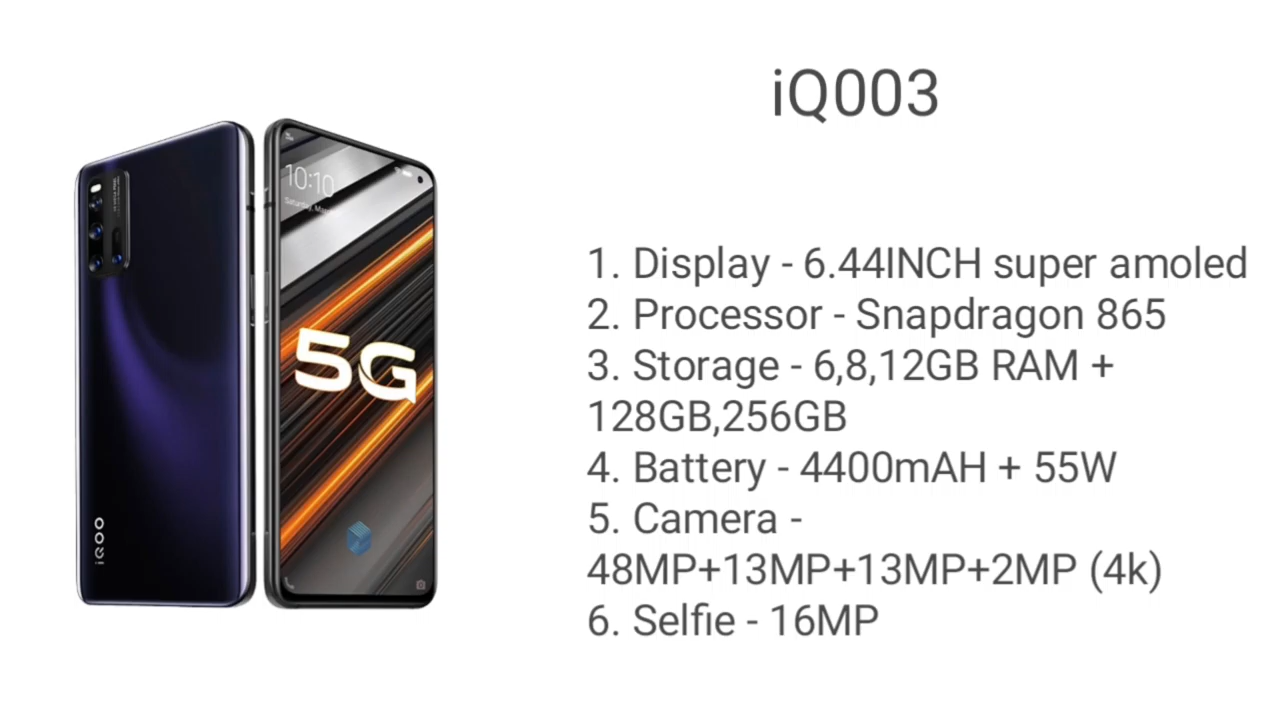 iQ003
10:10
5G
iQOO
1. Display - 6.44INCH super amoled
2. Processor - Snapdragon 865
3. Storage - 6,8,12GB RAM +
128GB,256GB
4. Battery - 4400mAH + 55W
5. Camera -
48MP+13MP+13MP+2MP (4k)
6. Selfie - 16MP